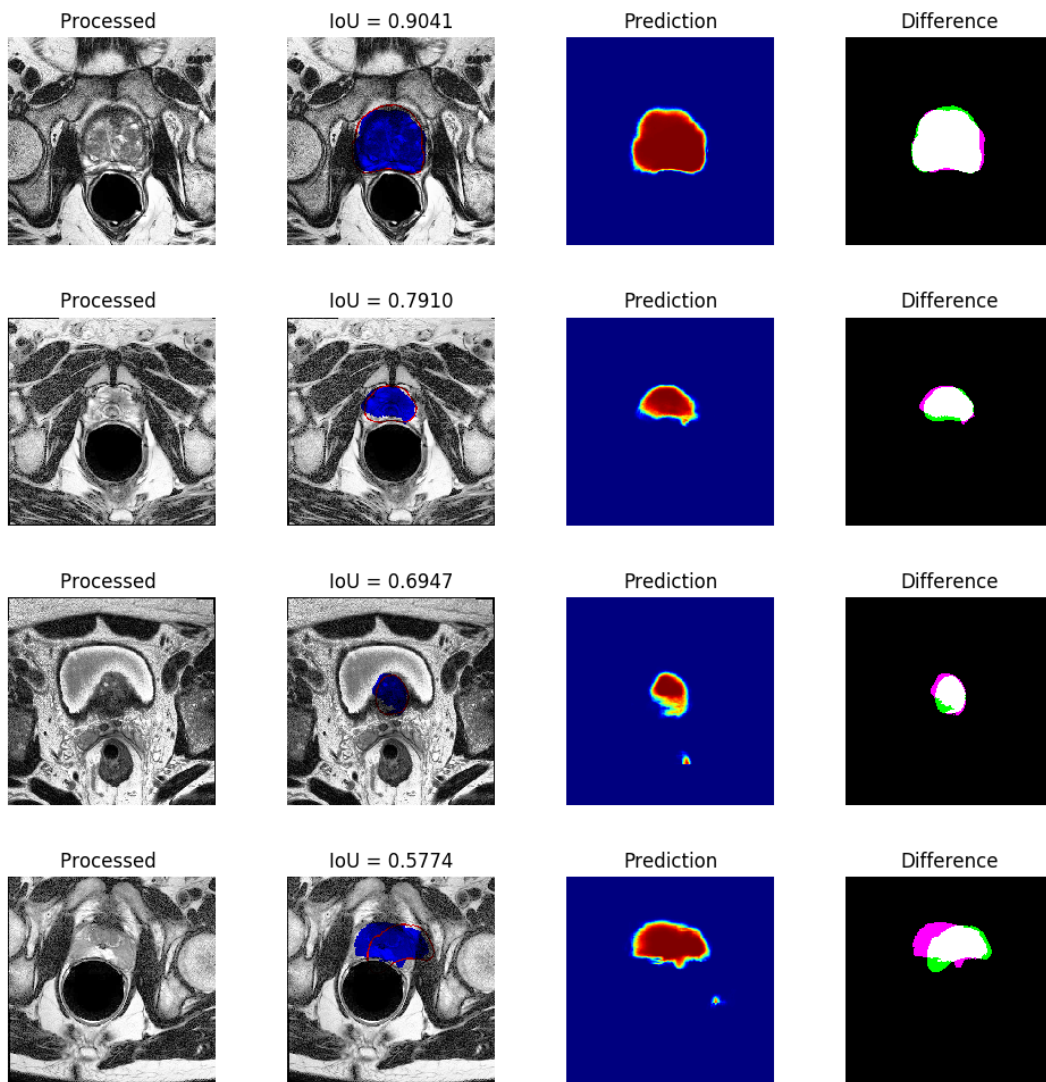 Processed IoU = 0.9041 Prediction Difference
Processed IoU = 0.7910 Prediction Difference
Processed IoU = 0.6947 Prediction Difference
Processed IoU = 0.5774 Prediction Difference